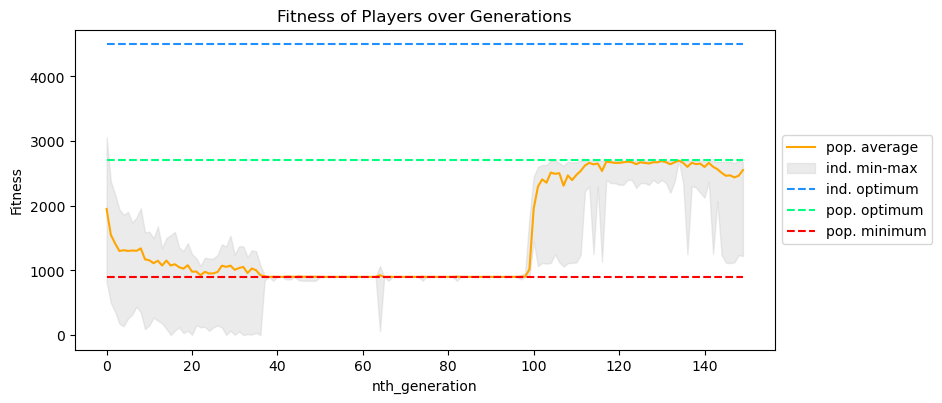 Fitness of Players over Generations
Fitness
4000
3000
2000
1000
0
0 20 40 60 80 100 120 140
nth_generation
pop. average
ind. min-max
ind. optimum
pop. optimum
pop. minimum